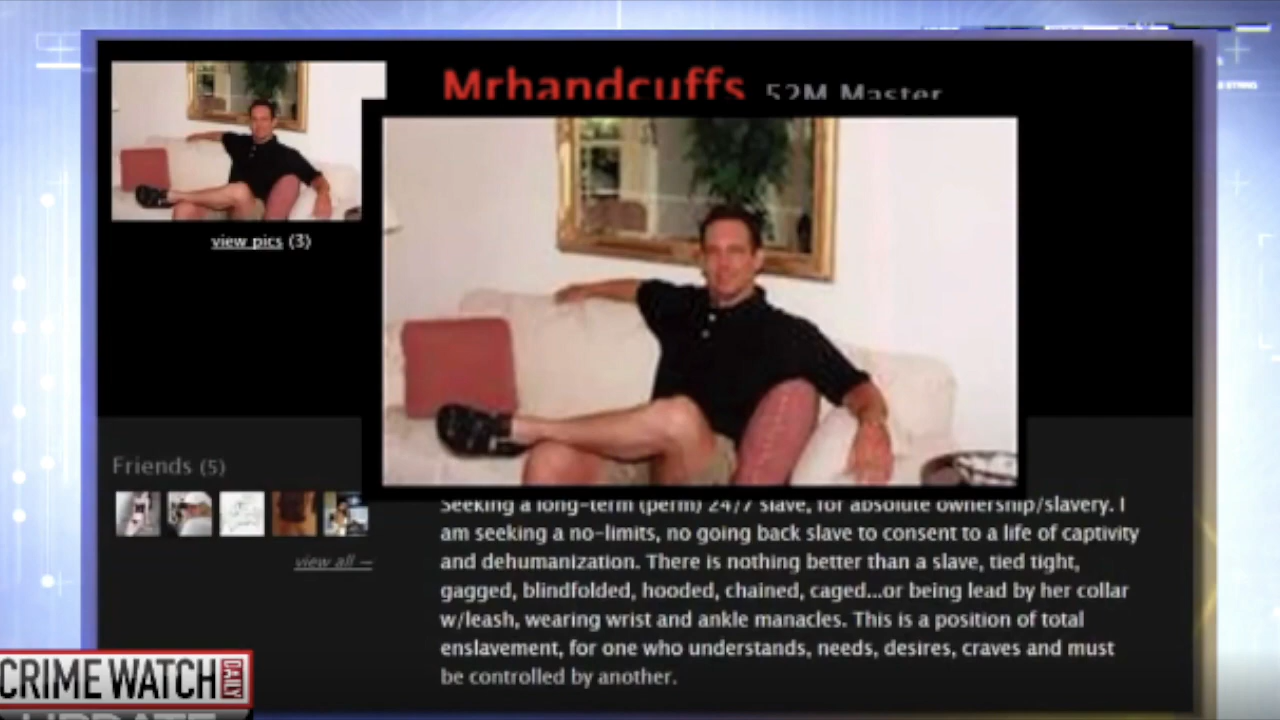 Mrhandcuffs 52M Master
view pics (3)
Friends (5)
view all —
Seeking a long-term (perm) 24/7 slave, for absolute ownership/slavery. I
am seeking a no-limits, no going back slave to consent to a life of captivity
and dehumanization. There is nothing better than a slave, tied tight,
gagged, blindfolded, hooded, chained, caged...or being lead by her collar
w/leash, wearing wrist and ankle manacles. This is a position of total
enslavement, for one who understands, needs, desires, craves and must
be controlled by another.
CRIME WATCH DAILY
UPDATE